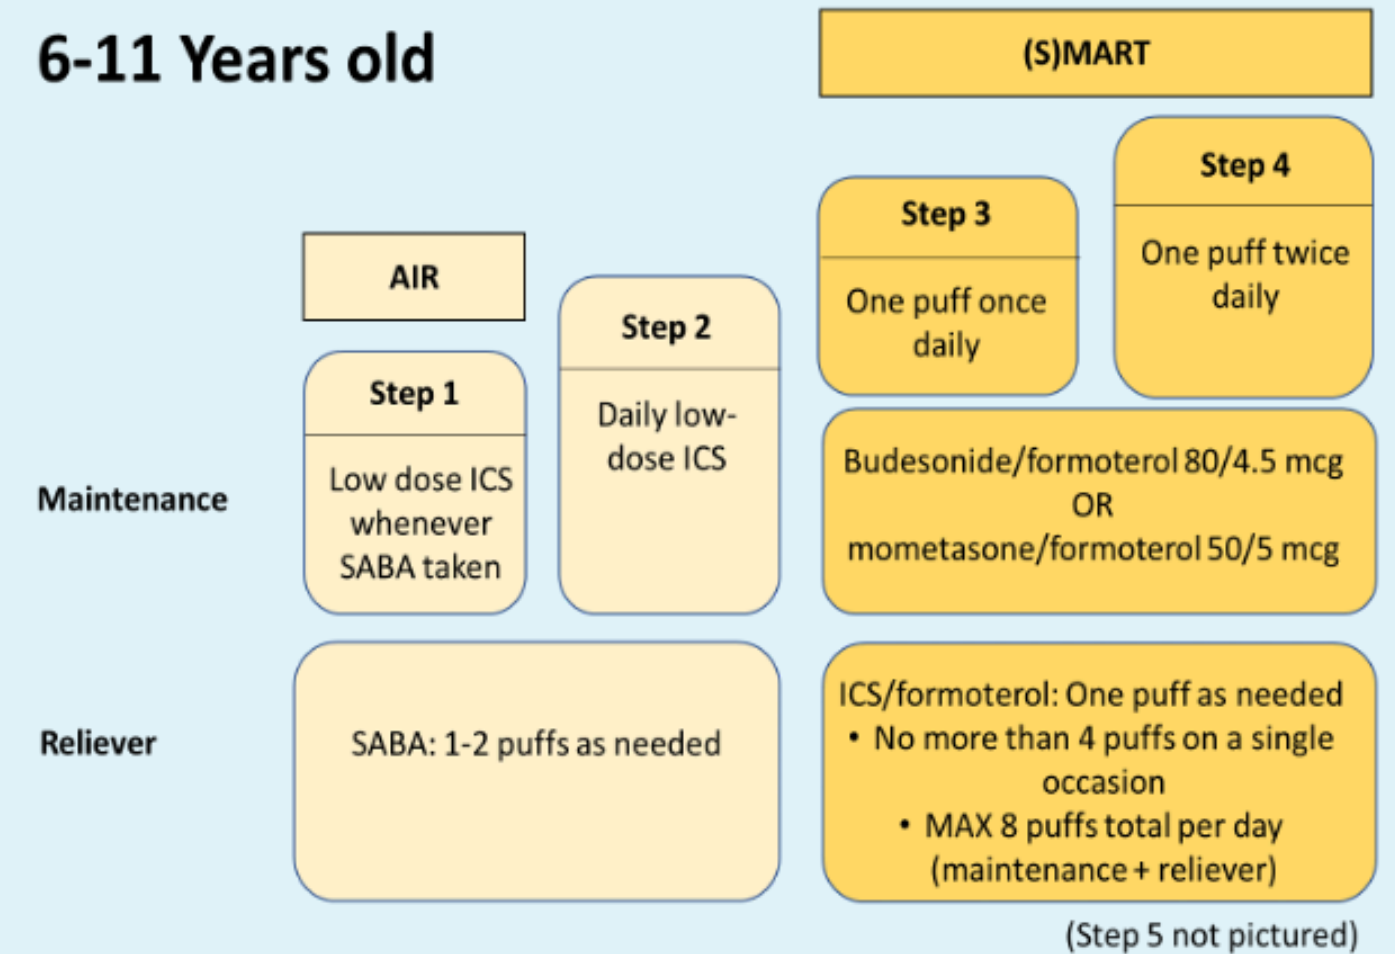 6-11 Years old
(S)MART
AIR
Step 1
Low dose ICS
whenever
SABA taken
Step 2
Daily low-
dose ICS
Step 3
One puff once
daily
Step 4
One puff twice
daily
Maintenance
Budesonide/formoterol 80/4.5 mcg
OR
mometasone/formoterol 50/5 mcg
Reliever
SABA: 1-2 puffs as needed
ICS/formoterol: One puff as needed
• No more than 4 puffs on a single
occasion
• MAX 8 puffs total per day
(maintenance + reliever)
(Step 5 not pictured)